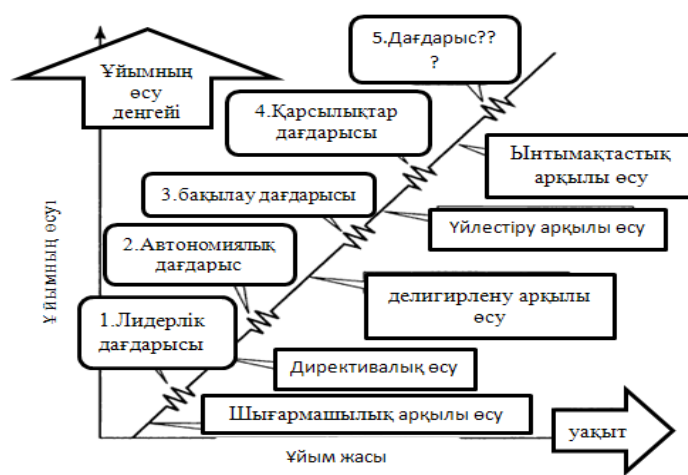 5.Дағдарыс??
?
Ұйымның
өсу
деңгейі
4.Қарсылықтар
дағдарысы
Ынтымақтастық
арқылы өсу
3.бақылау дағдарысы
Үйлестіру арқылы өсу
2.Автономиялық
дағдарыс
делигирлену арқылы
өсу
Ұйымның өсуі
1.Лидерлік
дағдарысы
Директивалық өсу
Шығармашылық арқылы өсу
уақыт
Ұйым жасы